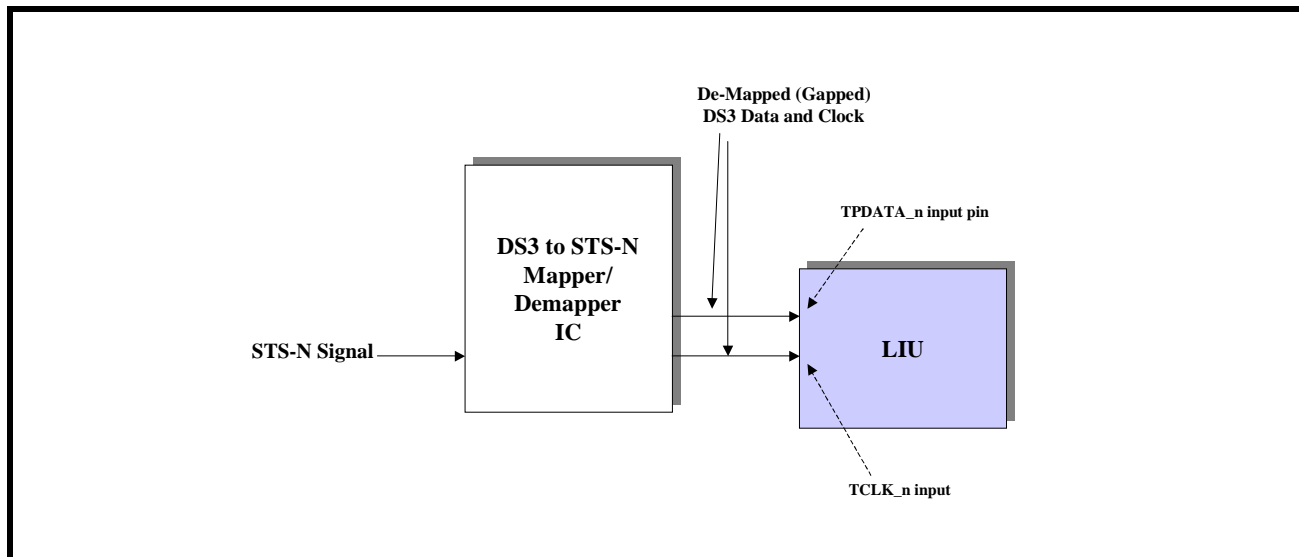 De-Mapped (Gapped)
DS3 Data and Clock
TPDATA_n input pin
DS3 to STS-N
Mapper/
Demapper
IC
STS-N Signal
LIU
TCLK_n input